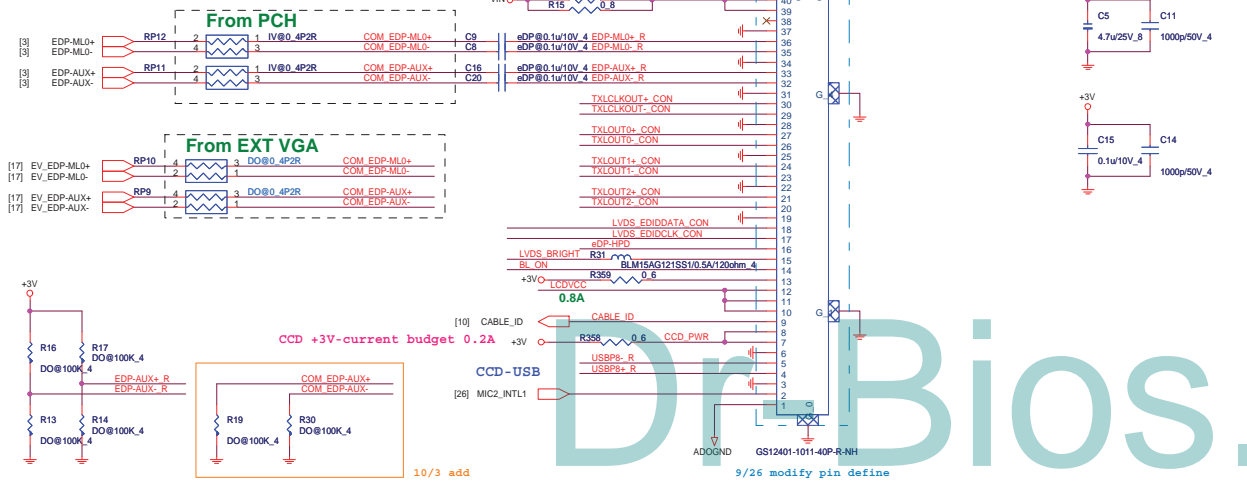 VIN
R15 0_8
40
39
38
37
36
35
34
33
32
31
30
29
28
27
26
25
24
23
22
21
20
19
18
17
16
15
14
13
12
11
10
9
8
7
6
5
4
3
2
1
0
G_
G_
From PCH
[3] EDP-ML0+ RP12 2 1 IV@0_4P2R COM_EDP-ML0+ C9 eDP@0.1u/10V_4 EDP-ML0+_R
[3] EDP-ML0- 4 3 COM_EDP-ML0- C8 eDP@0.1u/10V_4 EDP-ML0-_R
[3] EDP-AUX+ RP11 2 1 IV@0_4P2R COM_EDP-AUX+ C16 eDP@0.1u/10V_4 EDP-AUX+_R
[3] EDP-AUX- 4 3 COM_EDP-AUX- C20 eDP@0.1u/10V_4 EDP-AUX-_R
From EXT VGA
[17] EV_EDP-ML0+ RP10 4 3 DO@0_4P2R COM_EDP-ML0+
[17] EV_EDP-ML0- 2 1 COM_EDP-ML0-
[17] EV_EDP-AUX+ RP9 4 3 DO@0_4P2R COM_EDP-AUX+
[17] EV_EDP-AUX- 2 1 COM_EDP-AUX-
TXLCLKOUT+_CON
TXLCLKOUT-_CON
TXLOUT0+_CON
TXLOUT0-_CON
TXLOUT1+_CON
TXLOUT1-_CON
TXLOUT2+_CON
TXLOUT2-_CON
LVDS_EDIDDATA_CON
LVDS_EDIDCLK_CON
eDP-HPD
LVDS_BRIGHT R31
BL_ON BLM15AG121SS1/0.5A/120ohm_4
+3V R359 0_6
LCDVCC
0.8A
[10] CABLE_ID CABLE_ID
CCD +3V-current budget 0.2A +3V R358 0_6 CCD_PWR
USBP8-_R
CCD-USB USBP8+_R
[26] MIC2_INTL1
ADOGND
GS12401-1011-40P-R-NH
9/26 modify pin define
+3V
R16 R17
DO@100K_4 DO@100K_4
EDP-AUX+_R
EDP-AUX-_R
R13 R14
DO@100K_4 DO@100K_4
COM_EDP-AUX+
COM_EDP-AUX-
R19 R30
DO@100K_4 DO@100K_4
10/3 add
C5 C11
4.7u/25V_8 1000p/50V_4
+3V
C15 C14
0.1u/10V_4
1000p/50V_4
Dr-Bios.